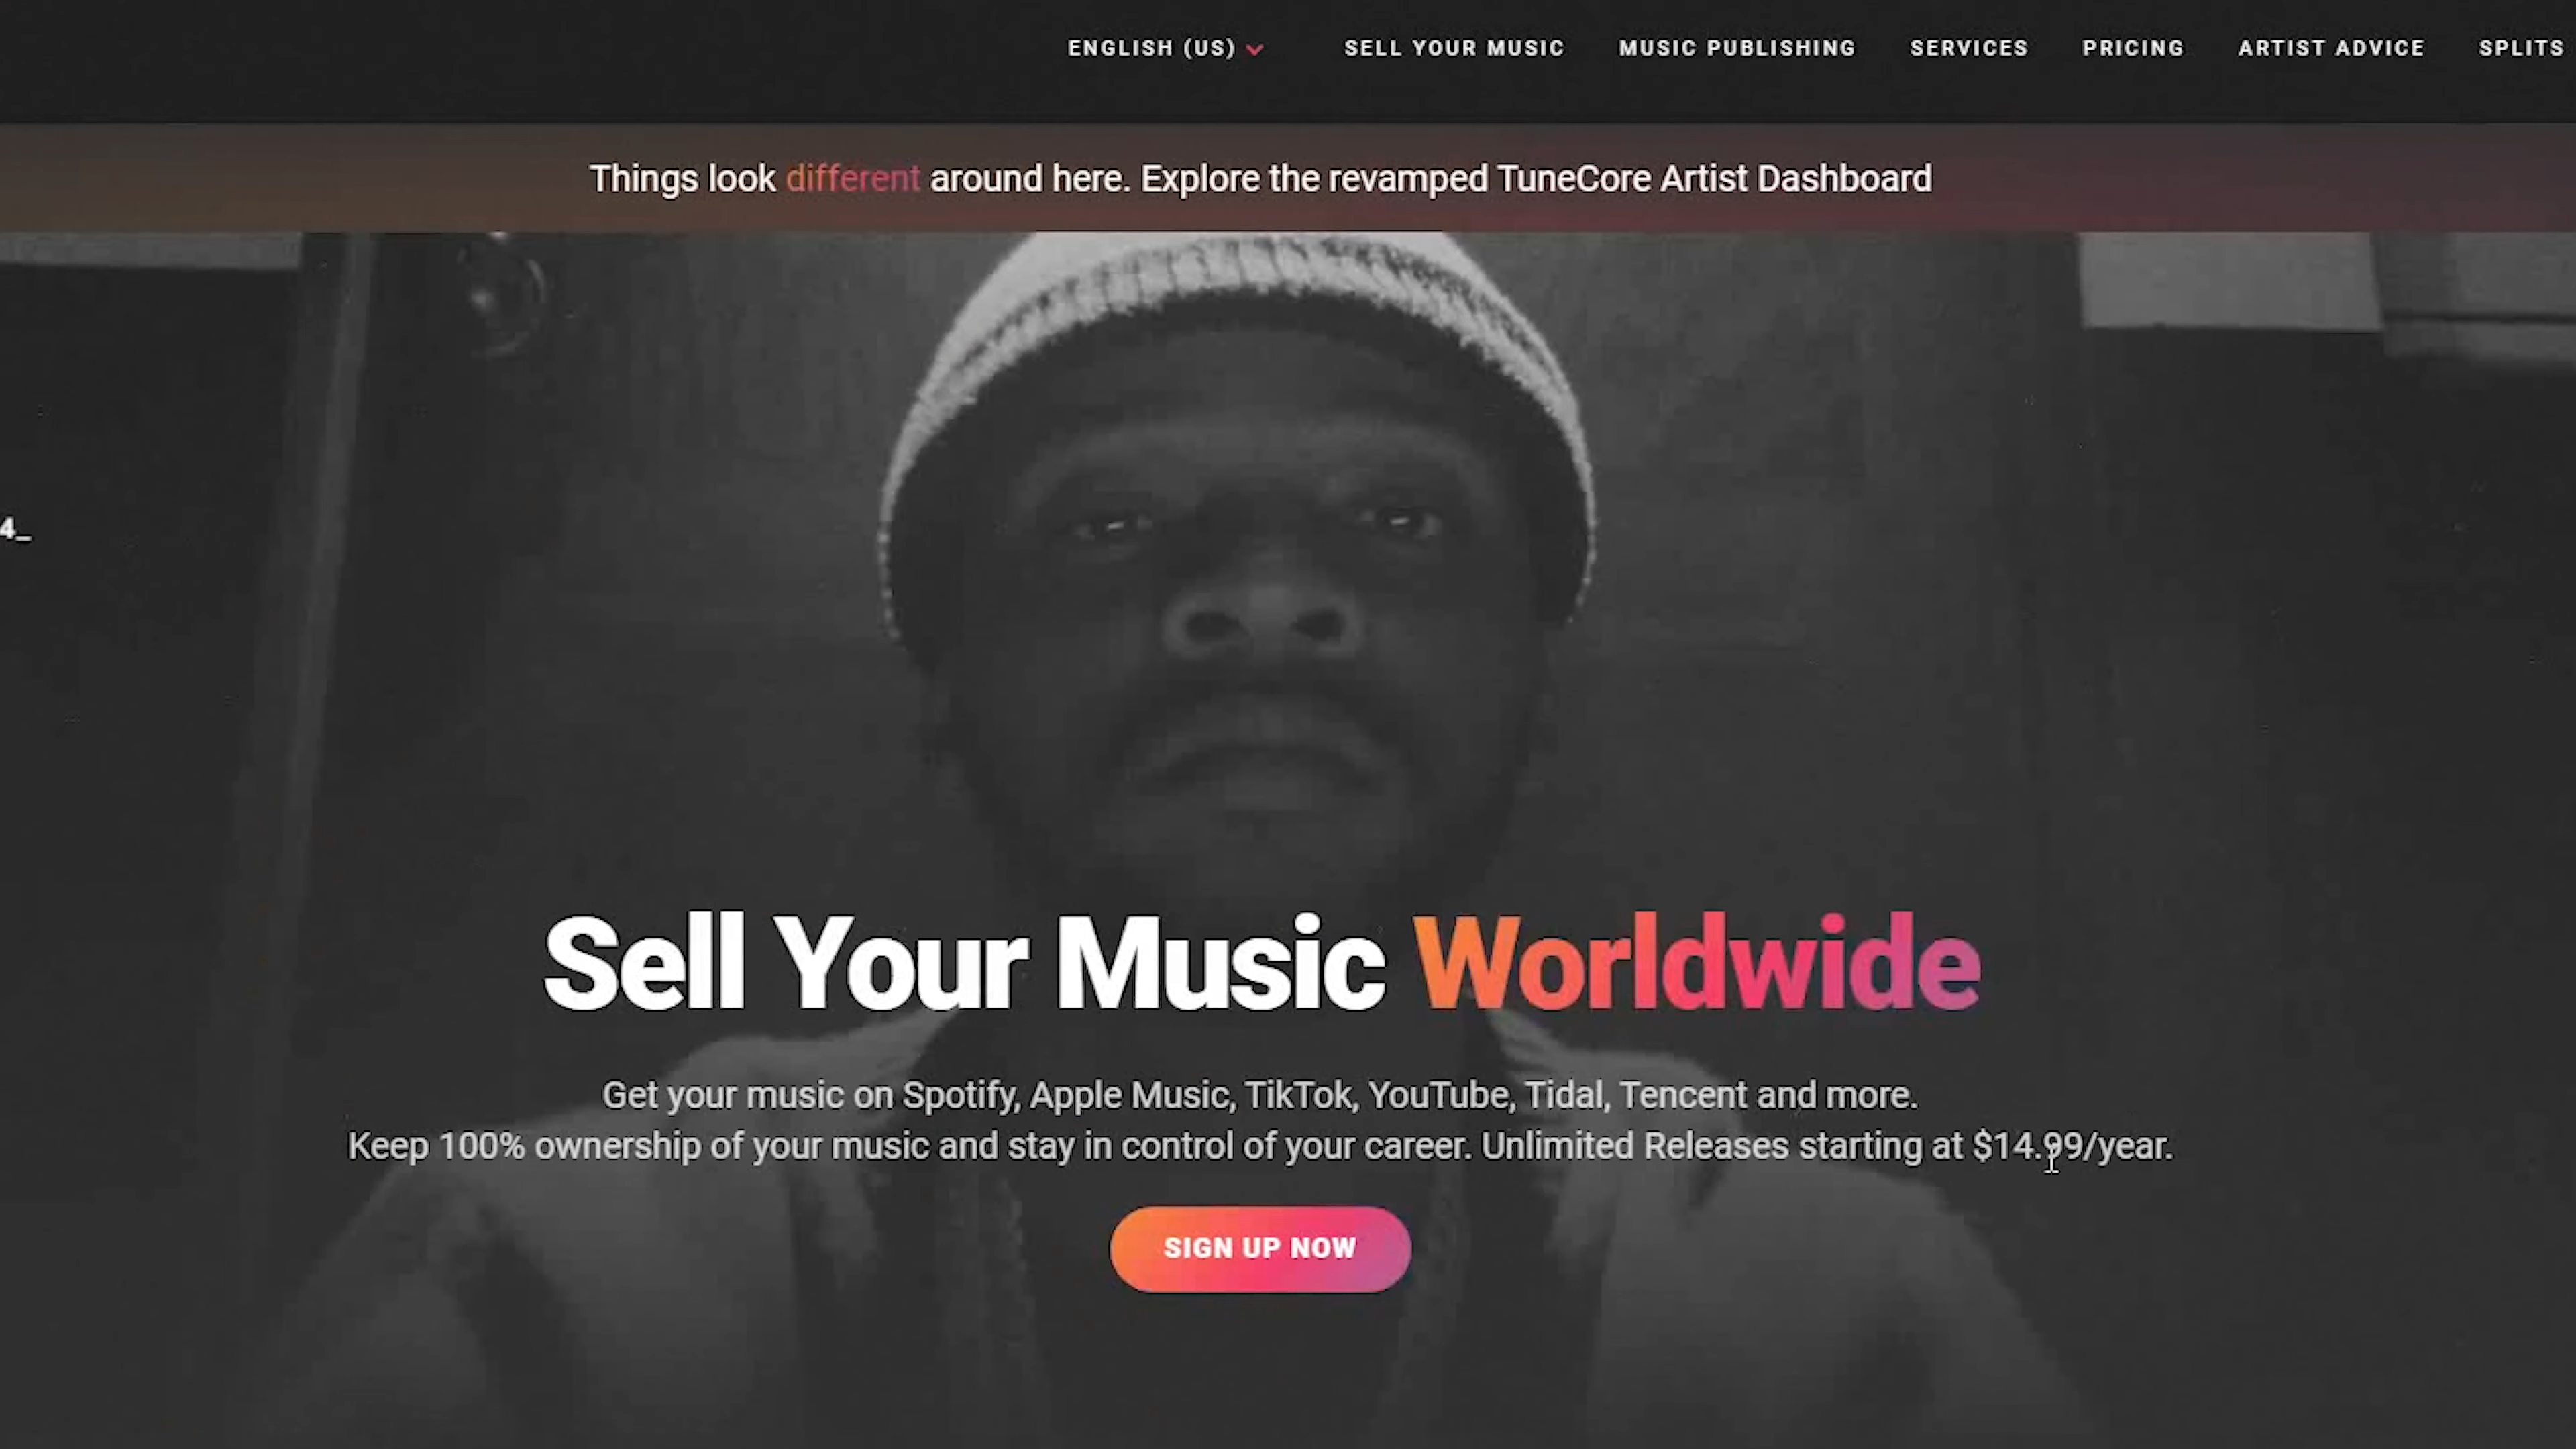 ENGLISH (US) SELL YOUR MUSIC MUSIC PUBLISHING SERVICES PRICING ARTIST ADVICE SPLITS
Things look different around here. Explore the revamped TuneCore Artist Dashboard
4_
Sell Your Music Worldwide
Get your music on Spotify, Apple Music, TikTok, YouTube, Tidal, Tencent and more.
Keep 100% ownership of your music and stay in control of your career. Unlimited Releases starting at $14.99/year.
SIGN UP NOW